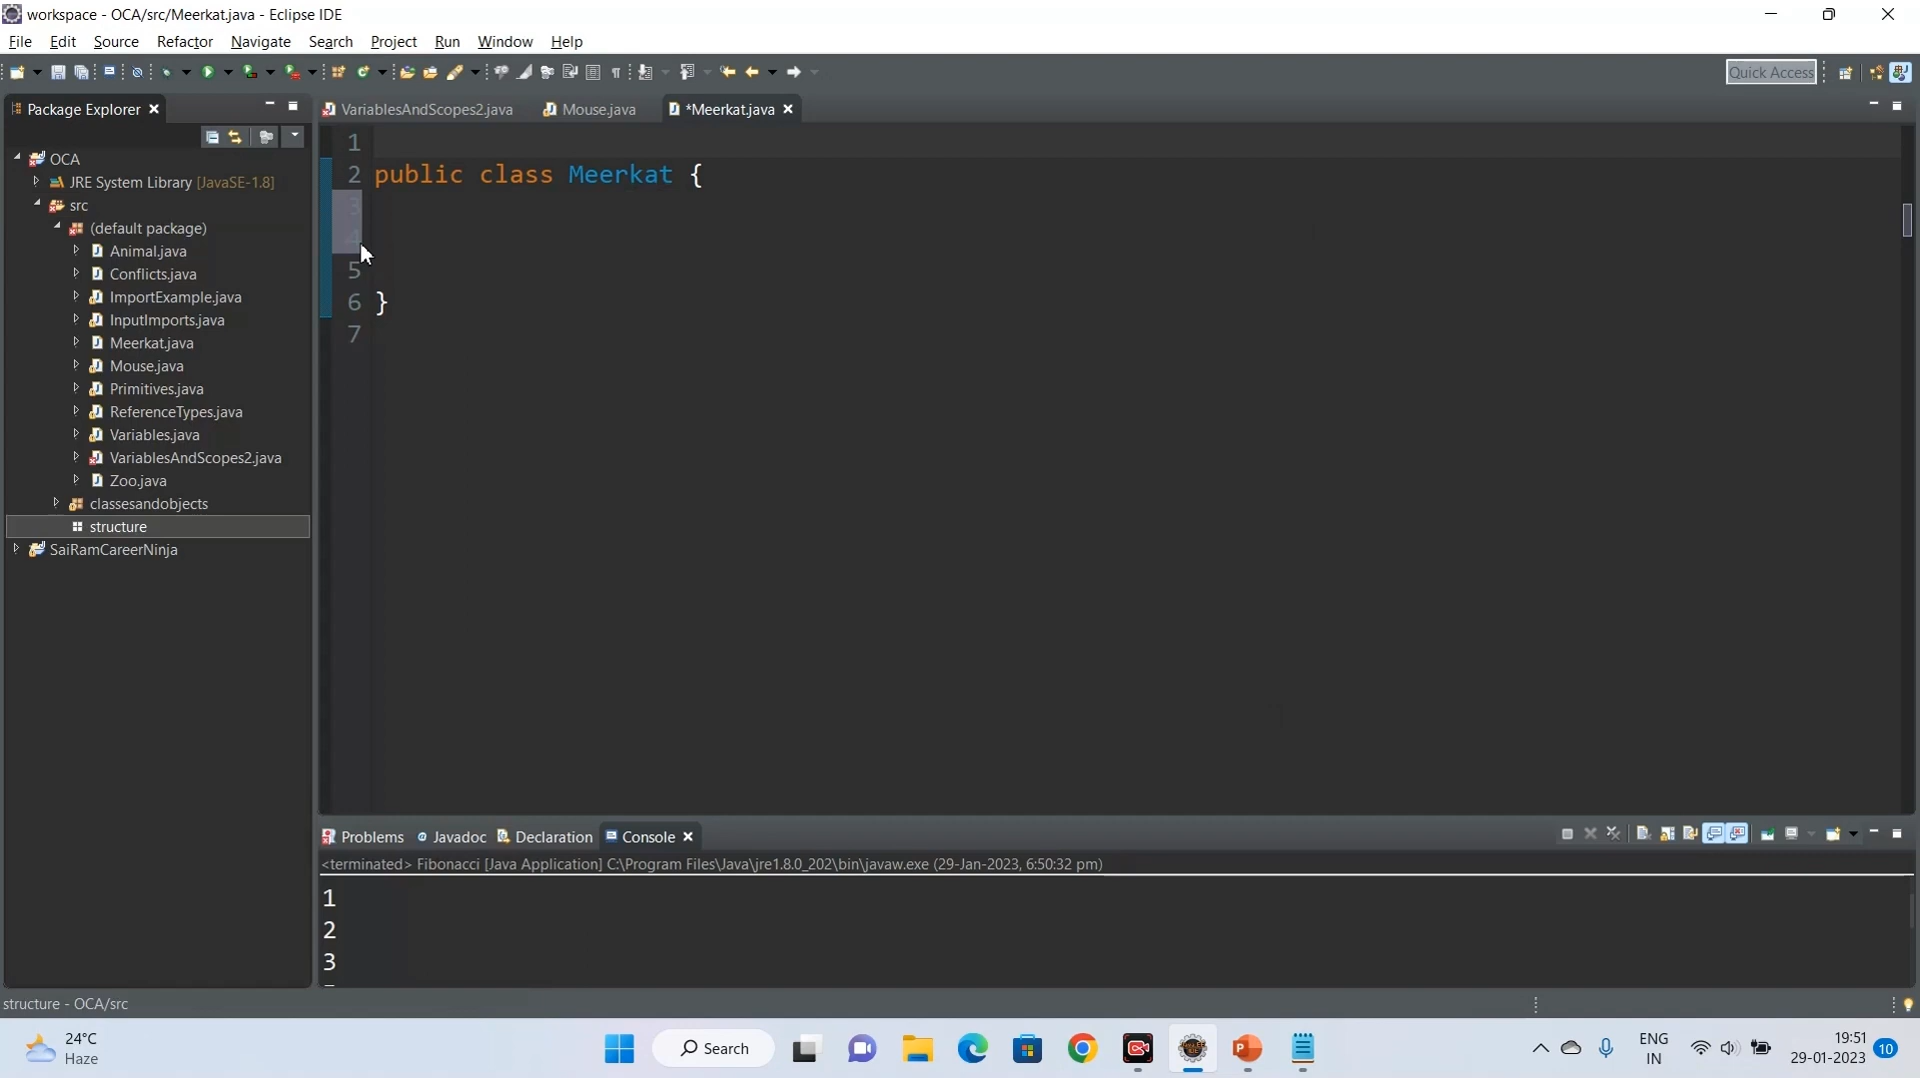 workspace - OCA/src/Meerkat.java - Eclipse IDE
File Edit Source Refactor Navigate Search Run Project Run Window Help
Quick Access
Package Explorer
VariablesAndScopes2.java
Mouse.java
*Meerkat.java
OCA
JRE System Library [JavaSE-1.8]
src
(default package)
Animal.java
Conflicts.java
ImportExample.java
InputImports.java
Meerkat.java
Mouse.java
Primitives.java
ReferenceTypes.java
Variables.java
VariablesAndScopes2.java
Zoo.java
classesandobjects
structure
SaiRamCareerNinja
1
2 public class Meerkat {
3
4
5
6 }
7
Problems Javadoc Declaration Console
<terminated> Fibonacci [Java Application] C:\Program Files\Java\jre1.8.0_202\bin\javaw.exe (29-Jan-2023, 6:50:32 pm)
1
2
3
structure - OCA/src
24°C
Haze
Search
ENG
IN
19:51
29-01-2023
10